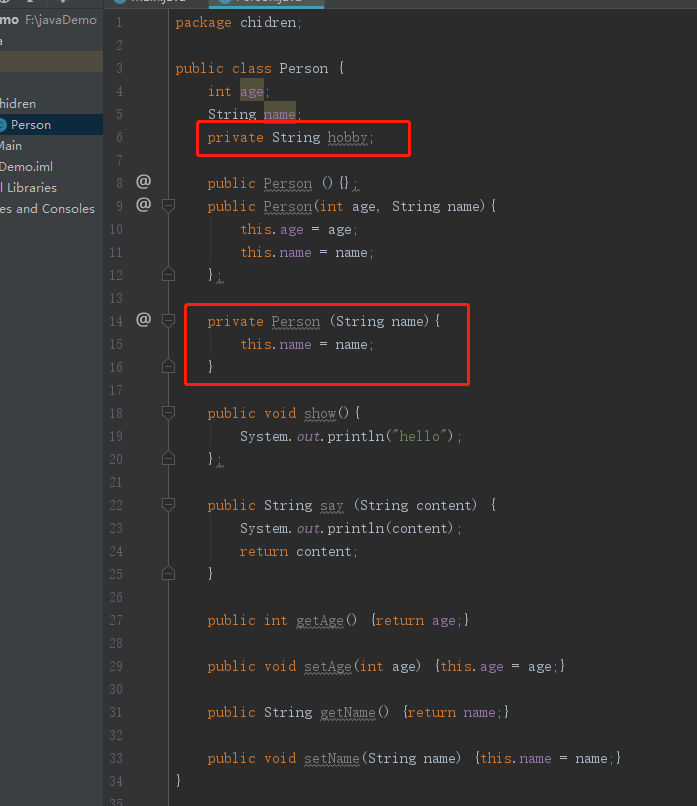 main.java
Person.java
mo F:\javaDemo
a
hidren
Person
Main
Demo.iml
l Libraries
es and Consoles
1 package chidren;
2
3 public class Person {
4 int age;
5 String name;
6 private String hobby;
7
8 @ public Person (){};
9 @ public Person(int age, String name){
10 this.age = age;
11 this.name = name;
12 };
13
14 @ private Person (String name){
15 this.name = name;
16 }
17
18 public void show(){
19 System.out.println("hello");
20 };
21
22 public String say (String content) {
23 System.out.println(content);
24 return content;
25 }
26
27 public int getAge() {return age;}
28
29 public void setAge(int age) {this.age = age;}
30
31 public String getName() {return name;}
32
33 public void setName(String name) {this.name = name;}
34 }
35